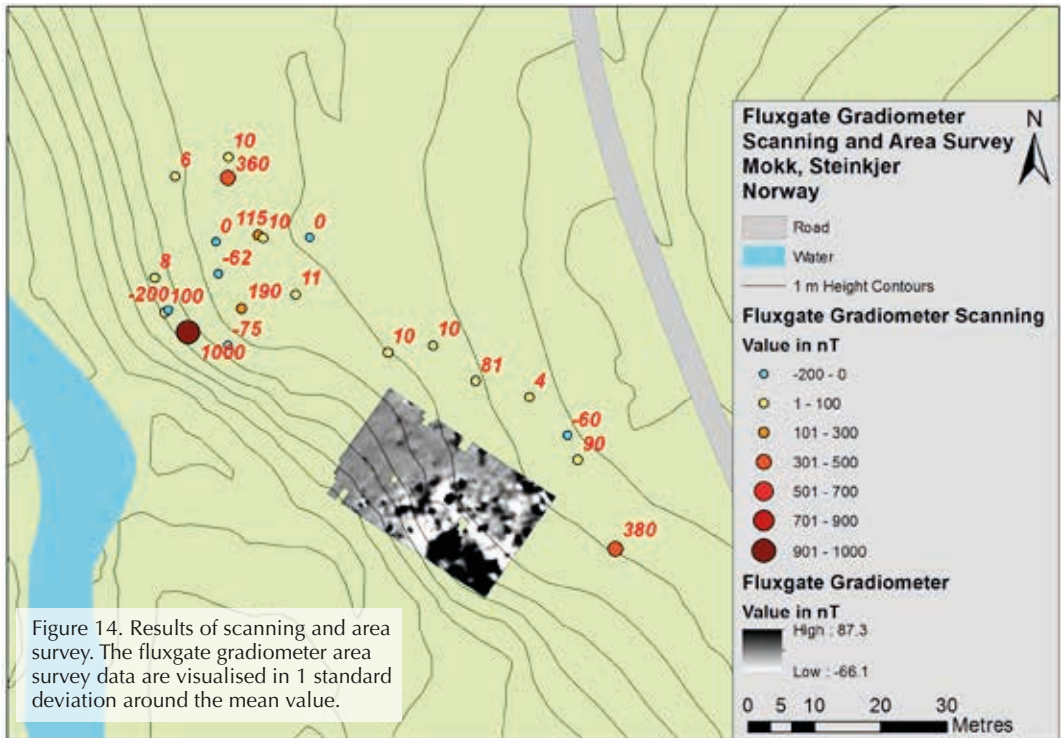 10
6
360
0
115
10
0
-62
8
11
-200
100
190
-75
1000
10
10
81
4
-60
90
380
Figure 14. Results of scanning and area
survey. The fluxgate gradiometer area
survey data are visualised in 1 standard
deviation around the mean value.
Fluxgate Gradiometer
Scanning and Area Survey
Mokk, Steinkjer
Norway
N
Road
Water
1 m Height Contours
Fluxgate Gradiometer Scanning
Value in nT
-200 - 0
1 - 100
101 - 300
301 - 500
501 - 700
701 - 900
901 - 1000
Fluxgate Gradiometer
Value in nT
High : 87.3
Low : -66.1
0 5 10 20 30
Metres